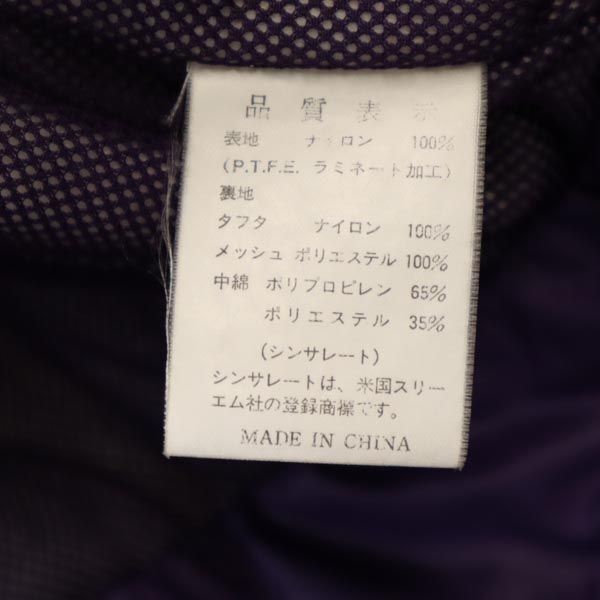 品質表示
表地 ナイロン 100%
(P.T.F.E. ラミネート加工)
裏地
タフタ ナイロン 100%
メッシュ ポリエステル 100%
中綿 ポリプロピレン 65%
ポリエステル 35%
(シンサレート)
シンサレートは、米国スリー
エム社の登録商標です。
MADE IN CHINA